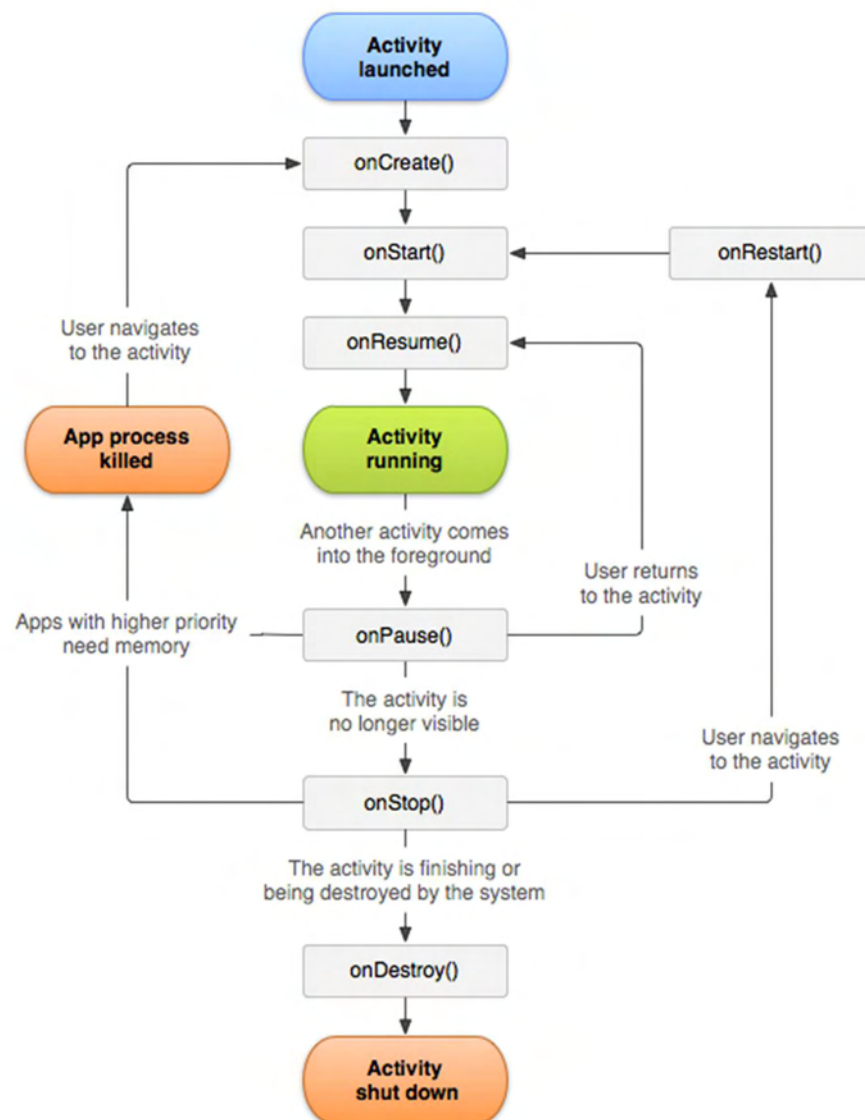 Activity
launched
onCreate()
onStart()
onRestart()
onResume()
User navigates
to the activity
App process
killed
Activity
running
Another activity comes
into the foreground
User returns
to the activity
Apps with higher priority
need memory
onPause()
The activity is
no longer visible
User navigates
to the activity
onStop()
The activity is finishing or
being destroyed by the system
onDestroy()
Activity
shut down